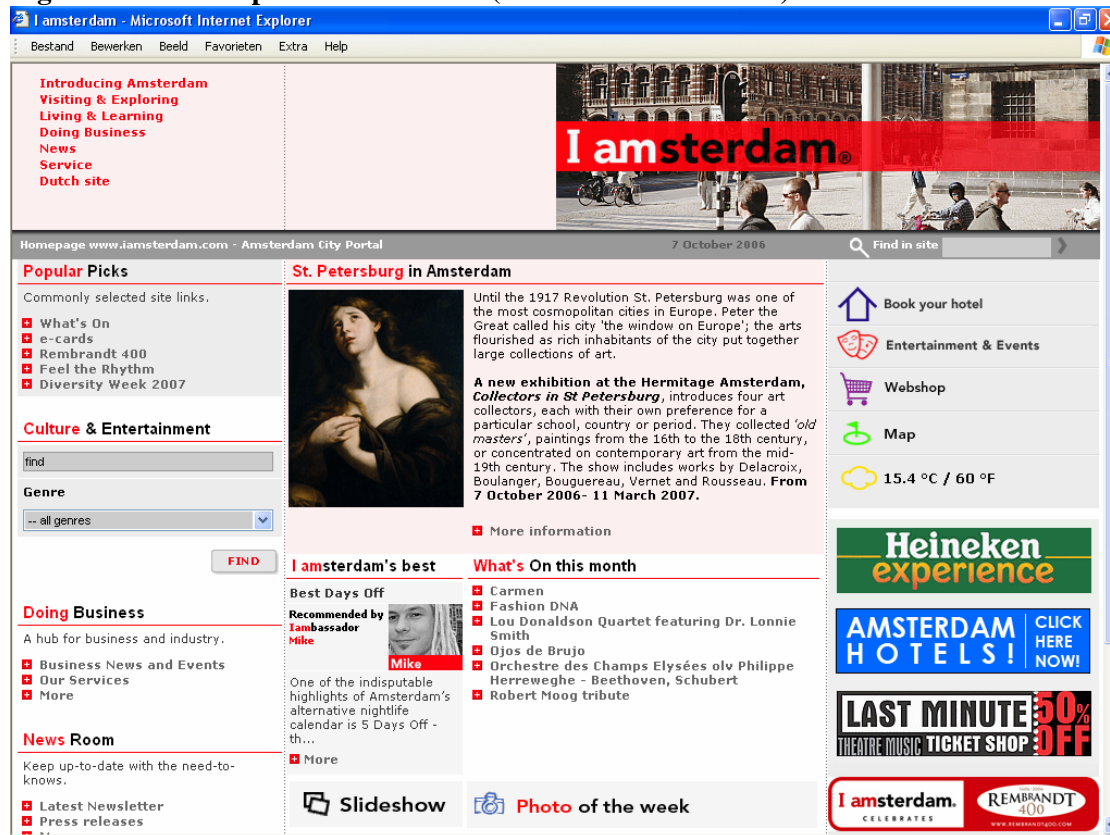 I amsterdam - Microsoft Internet Explorer
Bestand Bewerken Beeld Favorieten Extra Help
Introducing Amsterdam
Visiting & Exploring
Living & Learning
Doing Business
News
Service
Dutch site
I amsterdam®
Homepage www.iamsterdam.com - Amsterdam City Portal
7 October 2006
Find in site
Popular Picks
Commonly selected site links.
What's On
e-cards
Rembrandt 400
Feel the Rhythm
Diversity Week 2007
Culture & Entertainment
find
Genre
-- all genres
FIND
Doing Business
A hub for business and industry.
Business News and Events
Our Services
More
News Room
Keep up-to-date with the need-to-
knows.
Latest Newsletter
Press releases
St. Petersburg in Amsterdam
Until the 1917 Revolution St. Petersburg was one of
the most cosmopolitan cities in Europe. Peter the
Great called his city 'the window on Europe'; the arts
flourished as rich inhabitants of the city put together
large collections of art.
A new exhibition at the Hermitage Amsterdam,
Collectors in St Petersburg, introduces four art
collectors, each with their own preference for a
particular school, country or period. They collected 'old
masters', paintings from the 16th to the 18th century,
or concentrated on contemporary art from the mid-
19th century. The show includes works by Delacroix,
Boulanger, Bouguereau, Vernet and Rousseau. From
7 October 2006- 11 March 2007.
More information
I amsterdam's best
Best Days Off
Recommended by
Iambassador
Mike
Mike
One of the indisputable
highlights of Amsterdam's
alternative nightlife
calendar is 5 Days Off -
th...
More
What's On this month
Carmen
Fashion DNA
Lou Donaldson Quartet featuring Dr. Lonnie
Smith
Ojos de Brujo
Orchestre des Champs Elysées olv Philippe
Herreweghe - Beethoven, Schubert
Robert Moog tribute
Slideshow
Photo of the week
Book your hotel
Entertainment & Events
Webshop
Map
15.4 ºC / 60 ºF
Heineken
experience
AMSTERDAM
HOTELS!
CLICK
HERE
NOW!
LAST MINUTE
THEATRE MUSIC TICKET SHOP
50%
OFF
I amsterdam.
CELEBRATES
REMBRANDT
400
WWW.REMBRANDT400.COM